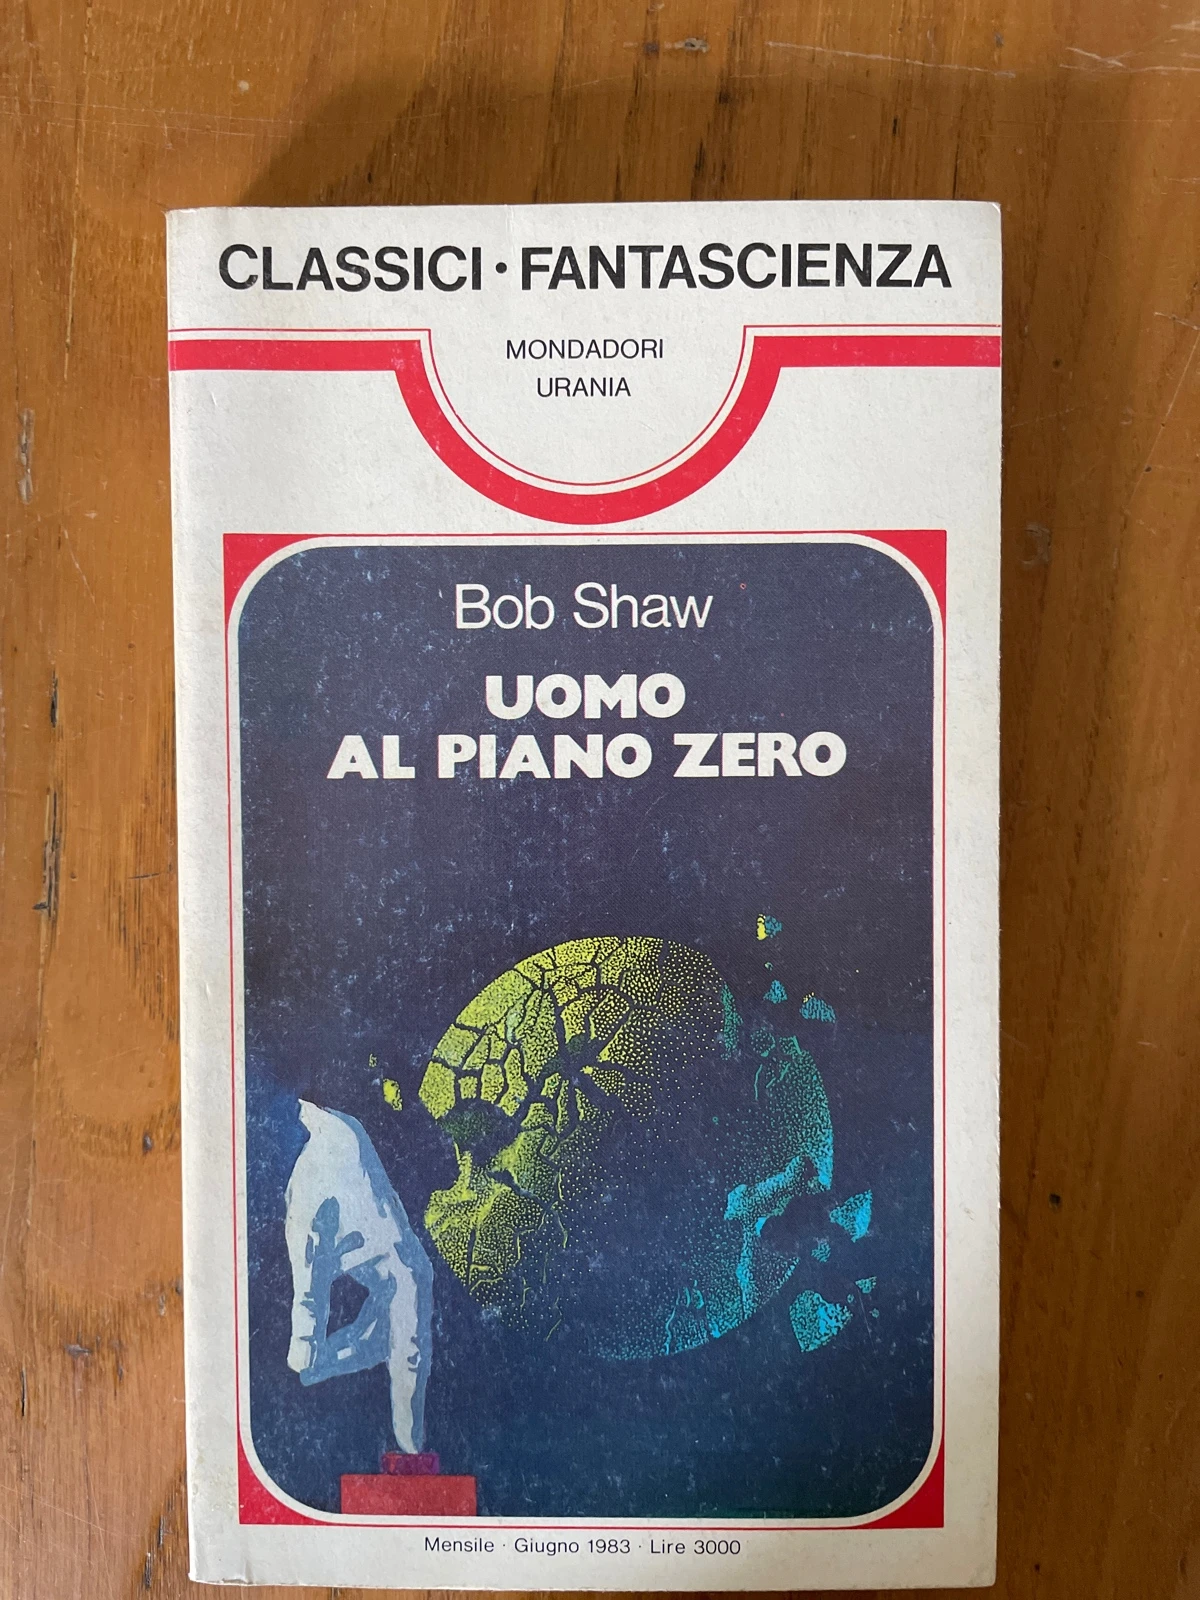 CLASSICI • FANTASCIENZA
MONDADORI
URANIA
Bob Shaw
UOMO
AL PIANO ZERO
Mensile · Giugno 1983 · Lire 3000